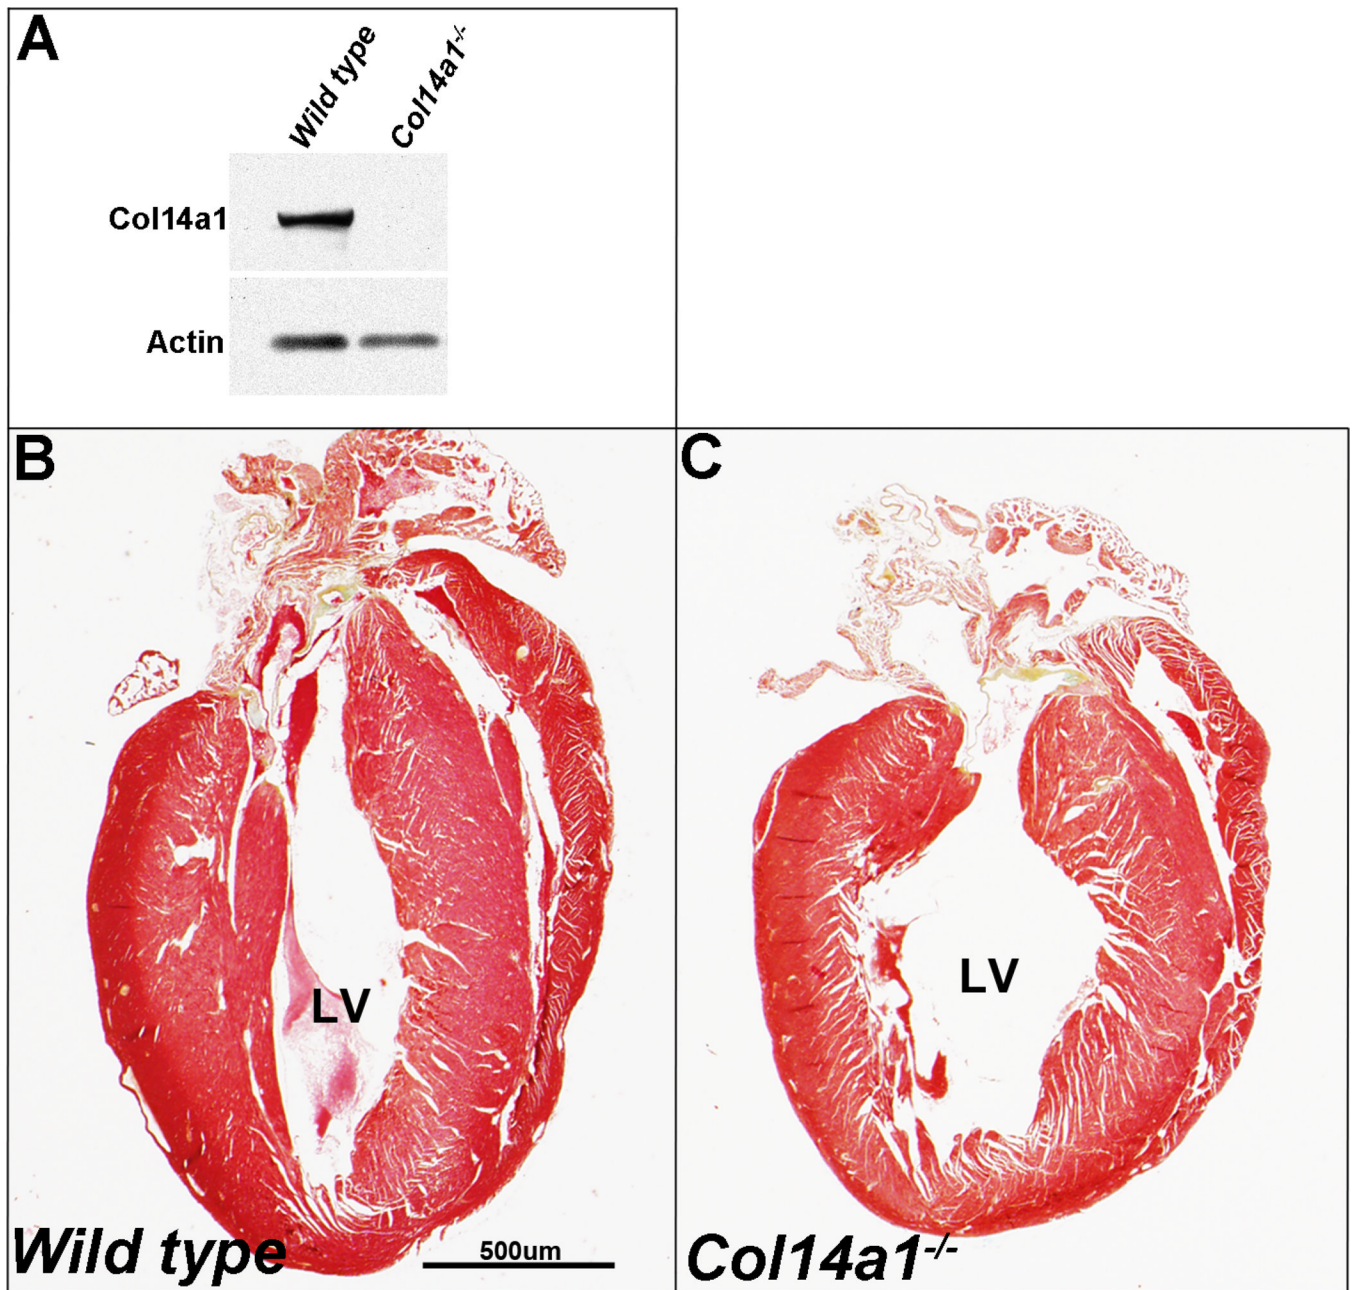 A
Wild type
Col14a1-/-
Col14a1
Actin
B
C
LV
LV
Wild type
500um
Col14a1-/-